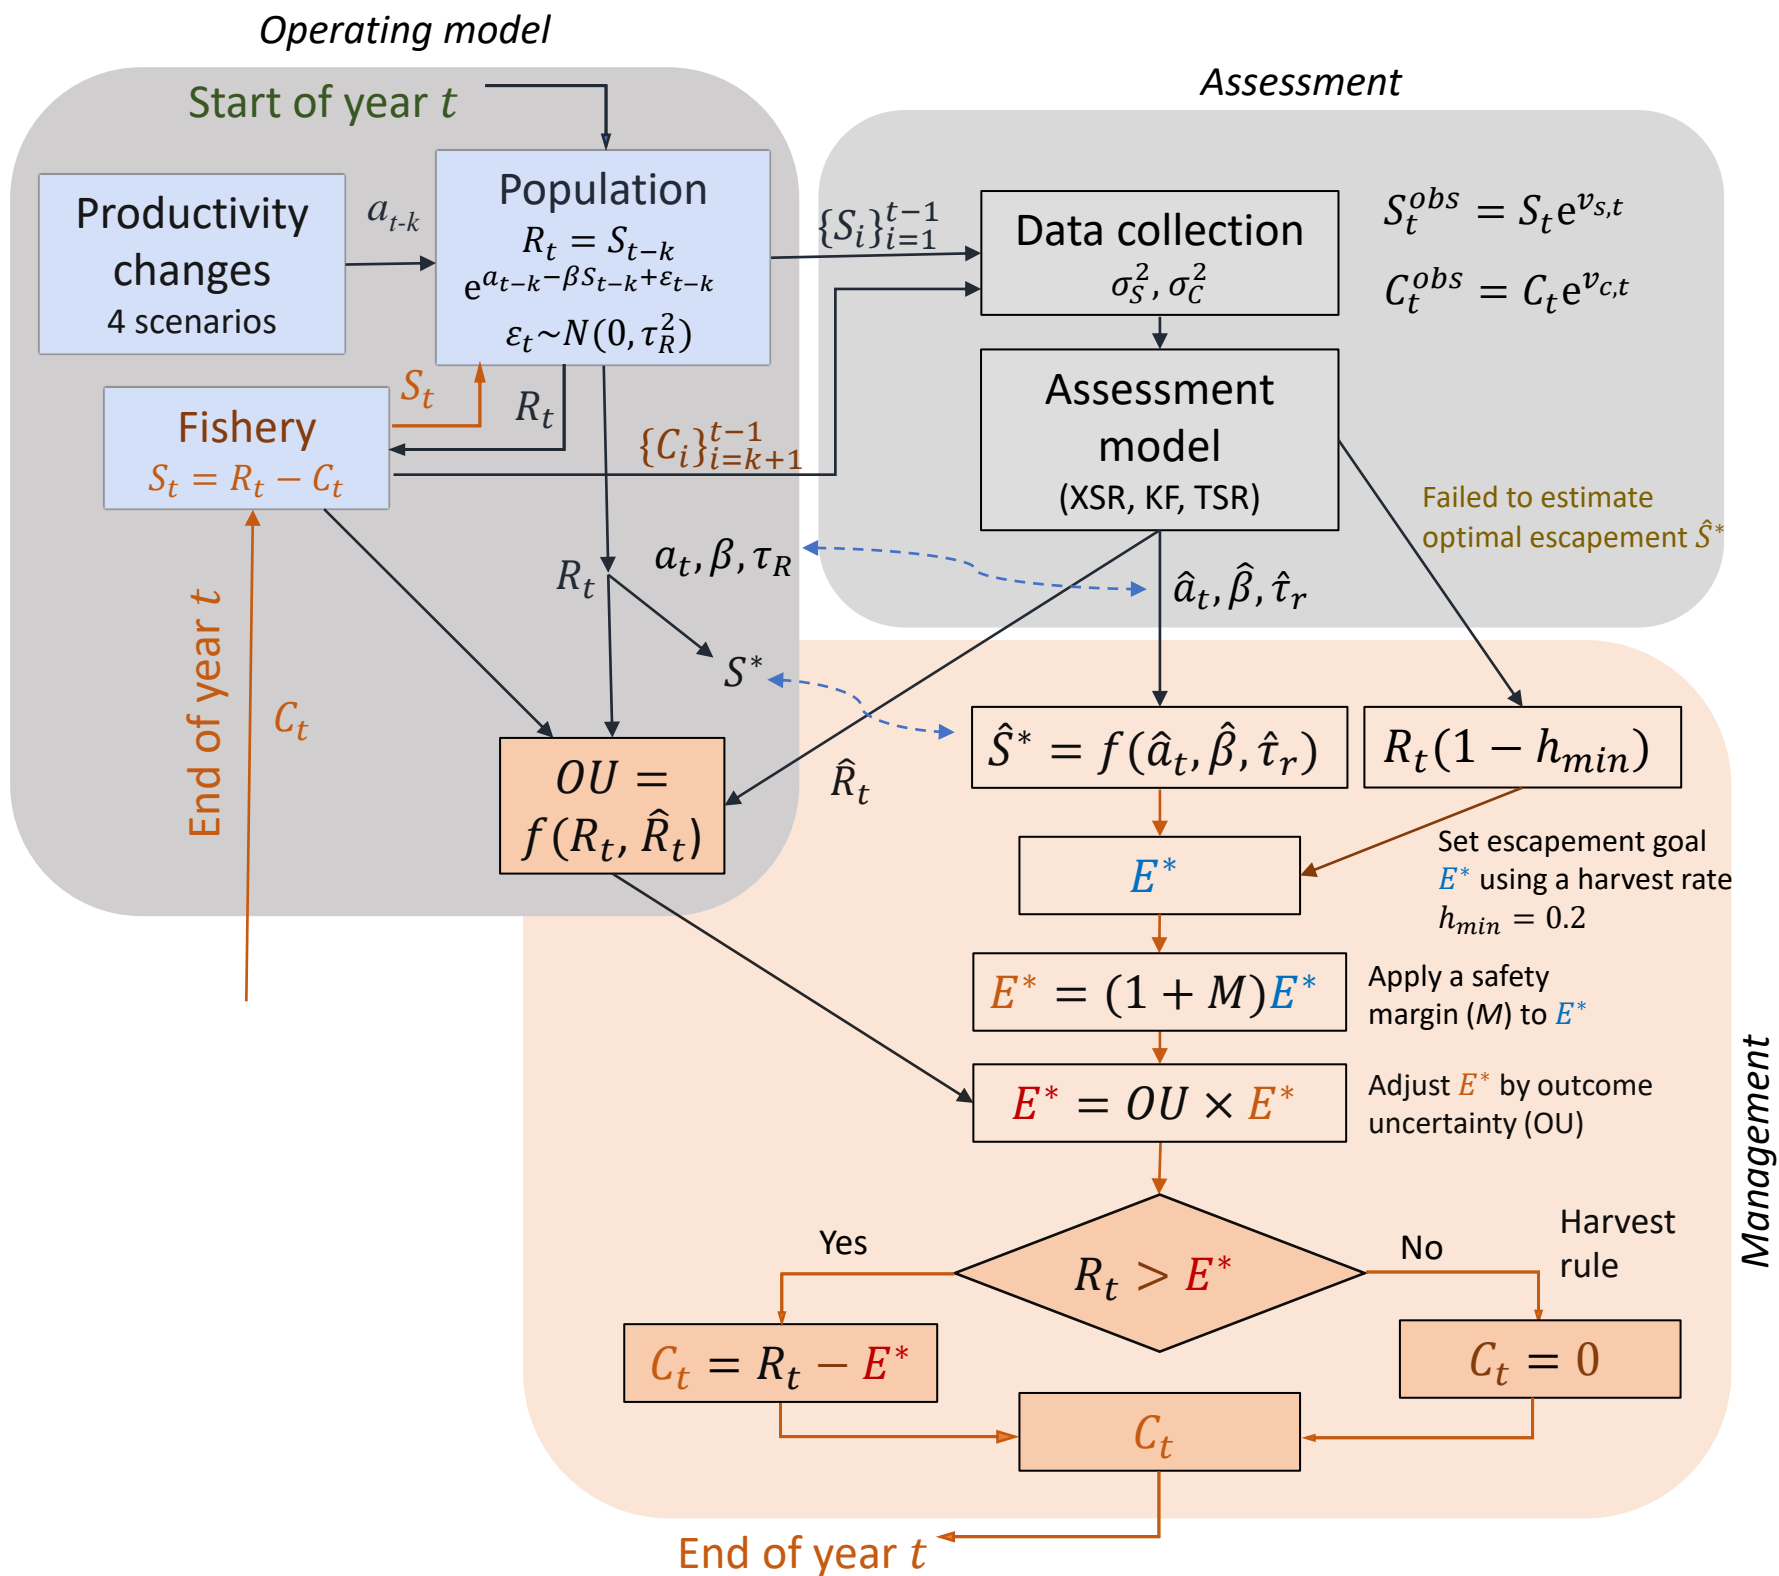 Operating model
Start of year t
Productivity
changes
4 scenarios
a_{t-k}
Population
R_t = S_{t−k}
e^{a_{t−k}−βS_{t−k}+ε_{t−k}}
ε_t~N(0, τ_R^2)
S_t
R_t
Fishery
S_t = R_t − C_t
{S_i}_{i=1}^{t−1}
{C_i}_{i=k+1}^{t−1}
R_t
a_t, β, τ_R
S*
End of year t
C_t
OU =
f(R_t, R̂_t)
Assessment
Data collection
σ_S^2, σ_C^2
S_t^{obs} = S_t e^{v_{s,t}}
C_t^{obs} = C_t e^{v_{c,t}}
Assessment
model
(XSR, KF, TSR)
Failed to estimate
optimal escapement Ŝ*
â_t, β̂, τ̂_r
R̂_t
Management
Ŝ* = f(â_t, β̂, τ̂_r)
R_t(1 − h_{min})
E*
Set escapement goal
E* using a harvest rate
h_{min} = 0.2
E* = (1 + M)E*
Apply a safety
margin (M) to E*
E* = OU × E*
Adjust E* by outcome
uncertainty (OU)
Yes
R_t > E*
No
Harvest
rule
C_t = R_t − E*
C_t = 0
C_t
End of year t